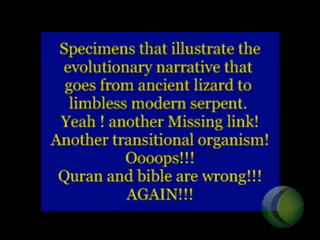 Specimens that illustrate the
evolutionary narrative that
goes from ancient lizard to
limbless modern serpent.
Yeah ! another Missing link!
Another transitional organism!
Oooops!!!
Quran and bible are wrong!!!
AGAIN!!!